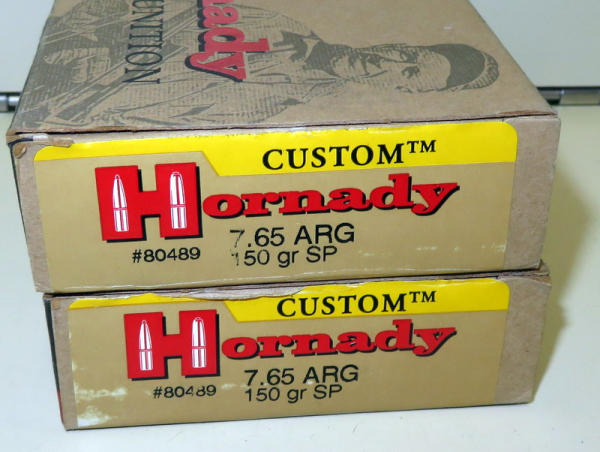 Hornady
UNITION
CUSTOM™
Hornady
7.65 ARG
#80489
150 gr SP
CUSTOM™
Hornady
7.65 ARG
#80489
150 gr SP